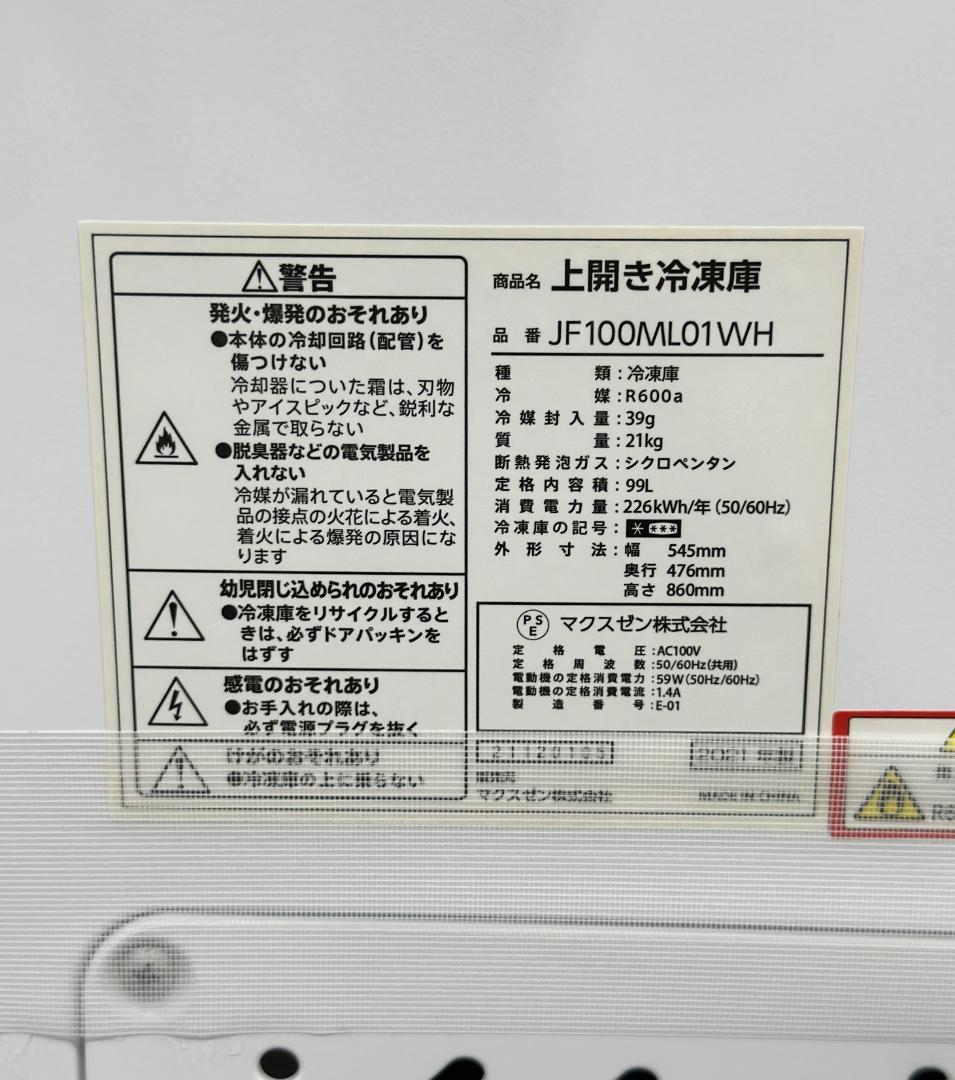 警告
発火・爆発のおそれあり
●本体の冷却回路(配管)を
傷つけない
冷却器についた霜は、刃物
やアイスピックなど、鋭利な
金属で取らない
●脱臭器などの電気製品を
入れない
冷媒が漏れていると電気製
品の接点の火花による着火、
着火による爆発の原因にな
ります
幼児閉じ込められのおそれあり
●冷凍庫をリサイクルすると
きは、必ずドアパッキンを
はずす
感電のおそれあり
●お手入れの際は、
必ず電源プラグを抜く
けがのおそれあり
●冷凍庫の上に乗らない
商品名 上開き冷凍庫
品番 JF100ML01WH
種類:冷凍庫
冷媒:R600a
冷媒封入量:39g
質量:21kg
断熱発泡ガス:シクロペンタン
定格内容積:99L
消費電力量:226kWh/年(50/60Hz)
冷凍庫の記号:
外形寸法:幅 545mm
奥行 476mm
高さ 860mm
PSE マクスゼン株式会社
定格電圧:AC100V
定格周波数:50/60Hz(共用)
電動機の定格消費電力:59W(50Hz/60Hz)
電動機の定格消費電流:1.4A
製造番号:E-01
2021年製
マクスゼン株式会社
MADE IN CHINA